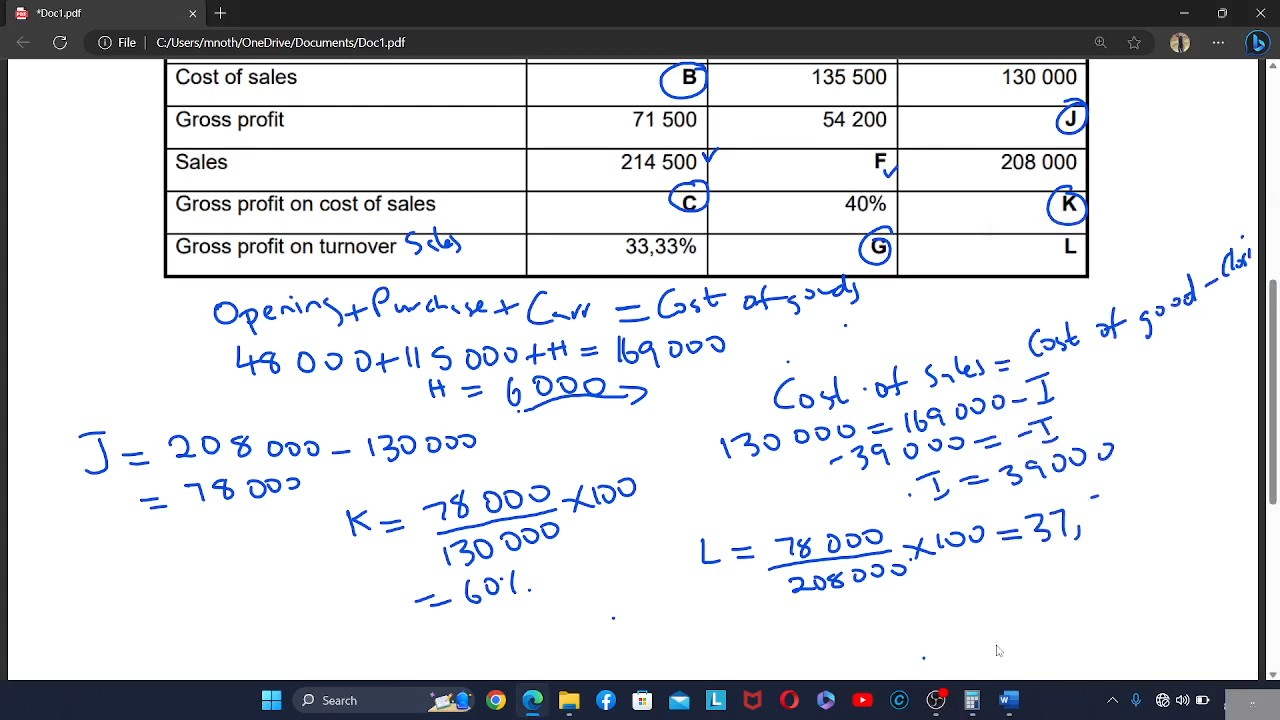 *Doc1.pdf
File C:/Users/mnoth/OneDrive/Documents/Doc1.pdf
Cost of sales B 135 500 130 000
Gross profit 71 500 54 200 J
Sales 214 500 F 208 000
Gross profit on cost of sales C 40% K
Gross profit on turnover Sales 33,33% G L
Opening + Purchase + Carr = Cost of goods
48 000 + 115 000 + H = 169 000
H = 6 000
Cost of sales = Cost of good - Closi
130 000 = 169 000 - I
-39 000 = -I
I = 39 000
J = 208 000 - 130 000
= 78 000
K = 78 000 / 130 000 × 100
= 60%
L = 78 000 / 208 000 × 100 = 37,
Search